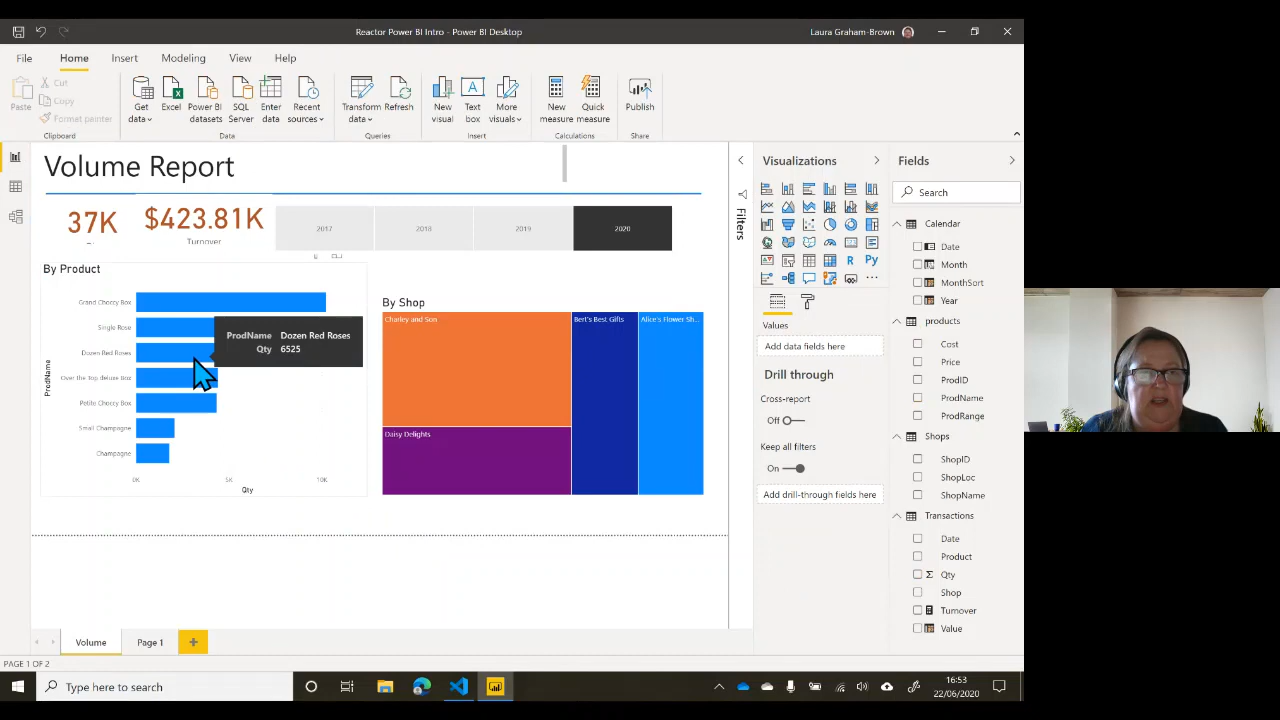 Reactor Power BI Intro - Power BI Desktop
Laura Graham-Brown
File Home Insert Modeling View Help
Paste
Cut
Copy
Format painter
Get data
Excel
Power BI datasets
SQL Server
Enter data
Recent sources
Transform data
Refresh
New visual
Text box
More visuals
New measure
Quick measure
Publish
Clipboard Data Queries Insert Calculations Share
Volume Report
37K
$423.81K
Turnover
2017 2018 2019 2020
By Product
Grand Choccy Box
Single Rose
Dozen Red Roses
Over the Top deluxe Box
Petite Choccy Box
Small Champagne
Champagne
ProdName
0K 5K 10K
Qty
ProdName Dozen Red Roses
Qty 6525
By Shop
Charley and Son
Daisy Delights
Bert's Best Gifts
Alice's Flower Sh...
Filters
Visualizations
R Py
Values
Add data fields here
Drill through
Cross-report
Off
Keep all filters
On
Add drill-through fields here
Fields
Search
Calendar
Date
Month
MonthSort
Year
products
Cost
Price
ProdID
ProdName
ProdRange
Shops
ShopID
ShopLoc
ShopName
Transactions
Date
Product
Qty
Shop
Turnover
Value
Volume Page 1 +
PAGE 1 OF 2
Type here to search
16:53
22/06/2020